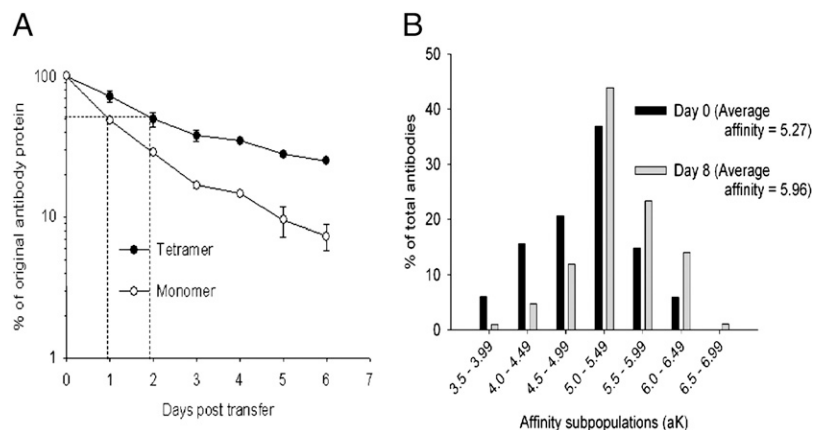 A
100
10
1
% of original antibody protein
Tetramer
Monomer
0 1 2 3 4 5 6 7
Days post transfer
B
50
40
30
20
10
0
% of total antibodies
Day 0 (Average
affinity = 5.27)
Day 8 (Average
affinity = 5.96)
3.5 - 3.99
4.0 - 4.49
4.5 - 4.99
5.0 - 5.49
5.5 - 5.99
6.0 - 6.49
6.5 - 6.99
Affinity subpopulations (aK)